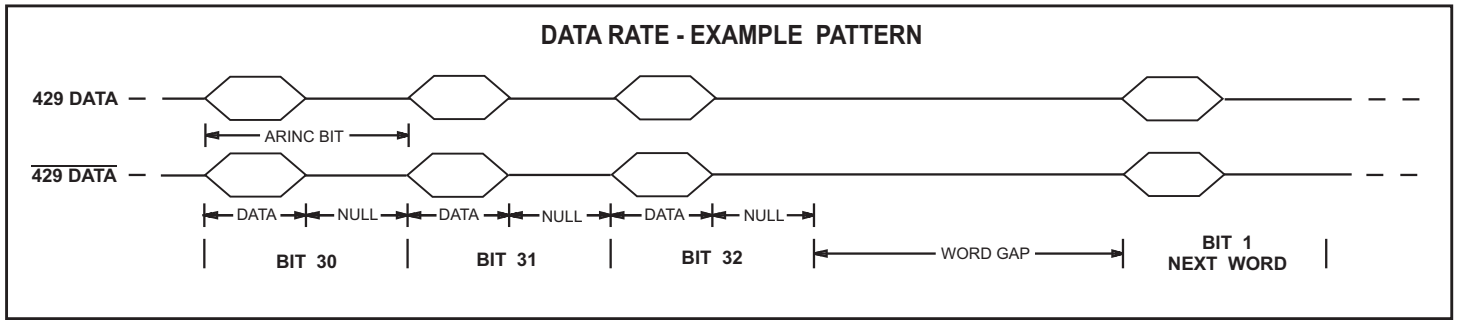 DATA RATE - EXAMPLE PATTERN
429 DATA
ARINC BIT
429 DATA
DATA NULL DATA NULL DATA NULL
BIT 30 BIT 31 BIT 32 WORD GAP BIT 1
NEXT WORD